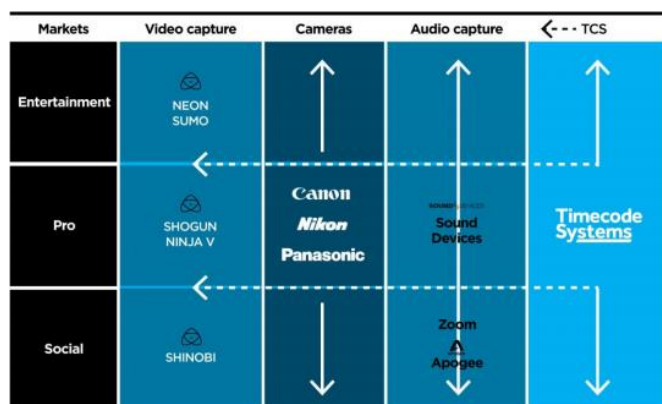 Markets
Video capture
Cameras
Audio capture
TCS
Entertainment
NEON
SUMO
Pro
SHOGUN
NINJA V
Canon
Nikon
Panasonic
Sound
Devices
Timecode
Systems
Social
SHINOBI
Zoom
Apogee